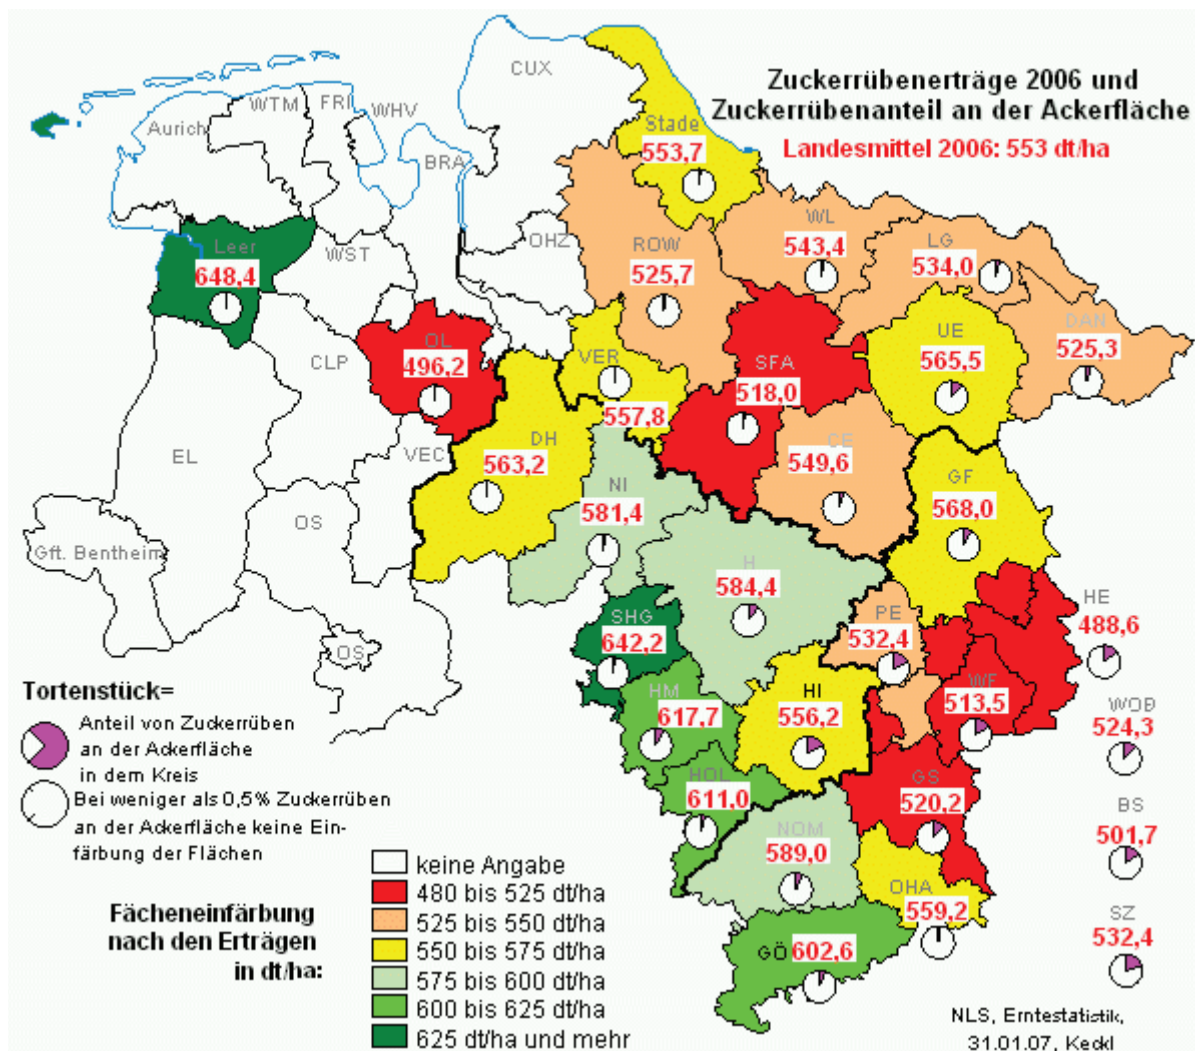 Zuckerrübenerträge 2006 und
Zuckerrübenanteil an der Ackerfläche
Landesmittel 2006: 553 dt/ha
CUX
WTM
FRI
WHV
Aurich
BRA
Stade
553,7
Leer
648,4
WST
OHZ
ROW
525,7
WL
543,4
LG
534,0
DAN
525,3
UE
565,5
CLP
OL
496,2
VER
557,8
SFA
518,0
EL
VEC
DH
563,2
CE
549,6
GF
568,0
NI
581,4
OS
Gft. Bentheim
H
584,4
PE
532,4
HE
488,6
SHG
642,2
OS
HM
617,7
HI
556,2
WF
513,5
WOB
524,3
HOL
611,0
GS
520,2
BS
501,7
NOM
589,0
OHA
559,2
SZ
532,4
GÖ 602,6
Tortenstück=
Anteil von Zuckerrüben
an der Ackerfläche
in dem Kreis
Bei weniger als 0,5% Zuckerrüben
an der Ackerfläche keine Ein-
färbung der Flächen
Fächeneinfärbung
nach den Erträgen
in dt/ha:
keine Angabe
480 bis 525 dt/ha
525 bis 550 dt/ha
550 bis 575 dt/ha
575 bis 600 dt/ha
600 bis 625 dt/ha
625 dt/ha und mehr
NLS, Erntestatistik,
31.01.07, Keckl